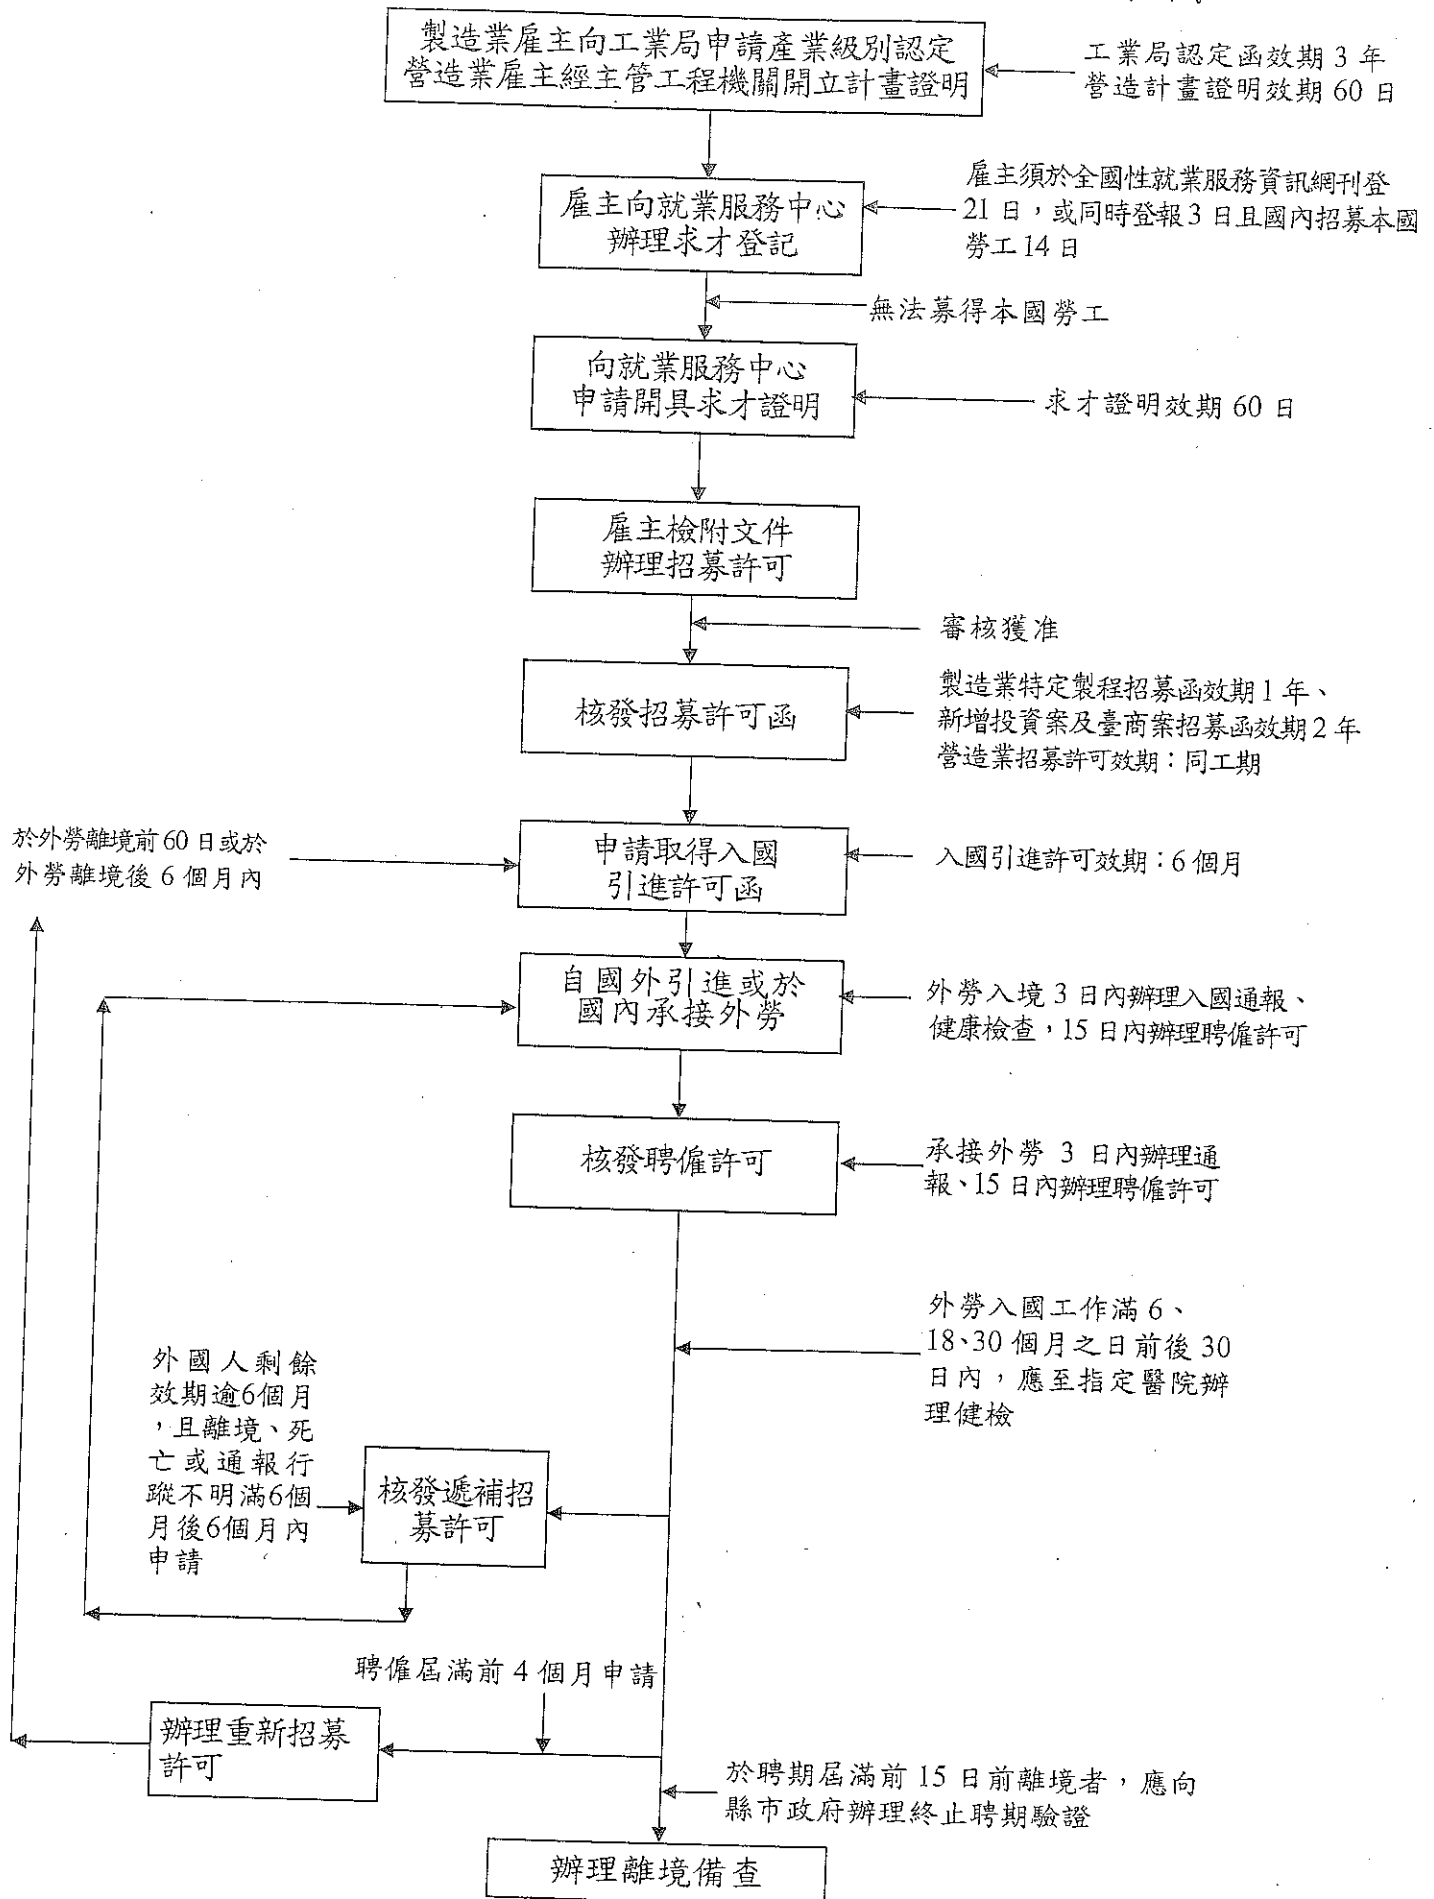 製造業雇主向工業局申請產業級別認定
營造業雇主經主管工程機關開立計畫證明
工業局認定函效期 3 年
營造計畫證明效期 60 日
雇主向就業服務中心
辦理求才登記
雇主須於全國性就業服務資訊網刊登
21 日，或同時登報 3 日且國內招募本國
勞工 14 日
無法募得本國勞工
向就業服務中心
申請開具求才證明
求才證明效期 60 日
雇主檢附文件
辦理招募許可
審核獲准
核發招募許可函
製造業特定製程招募函效期 1 年、
新增投資案及臺商案招募函效期 2 年
營造業招募許可效期：同工期
於外勞離境前 60 日或於
外勞離境後 6 個月內
申請取得入國
引進許可函
入國引進許可效期：6 個月
自國外引進或於
國內承接外勞
外勞入境 3 日內辦理入國通報、
健康檢查，15 日內辦理聘僱許可
核發聘僱許可
承接外勞 3 日內辦理通
報、15 日內辦理聘僱許可
外勞入國工作滿 6、
18、30 個月之日前後 30
日內，應至指定醫院辦
理健檢
外國人剩餘
效期逾6個月
，且離境、死
亡或通報行
蹤不明滿6個
月後6個月內
申請
核發遞補招
募許可
聘僱屆滿前 4 個月申請
辦理重新招募
許可
於聘期屆滿前 15 日前離境者，應向
縣市政府辦理終止聘期驗證
辦理離境備查